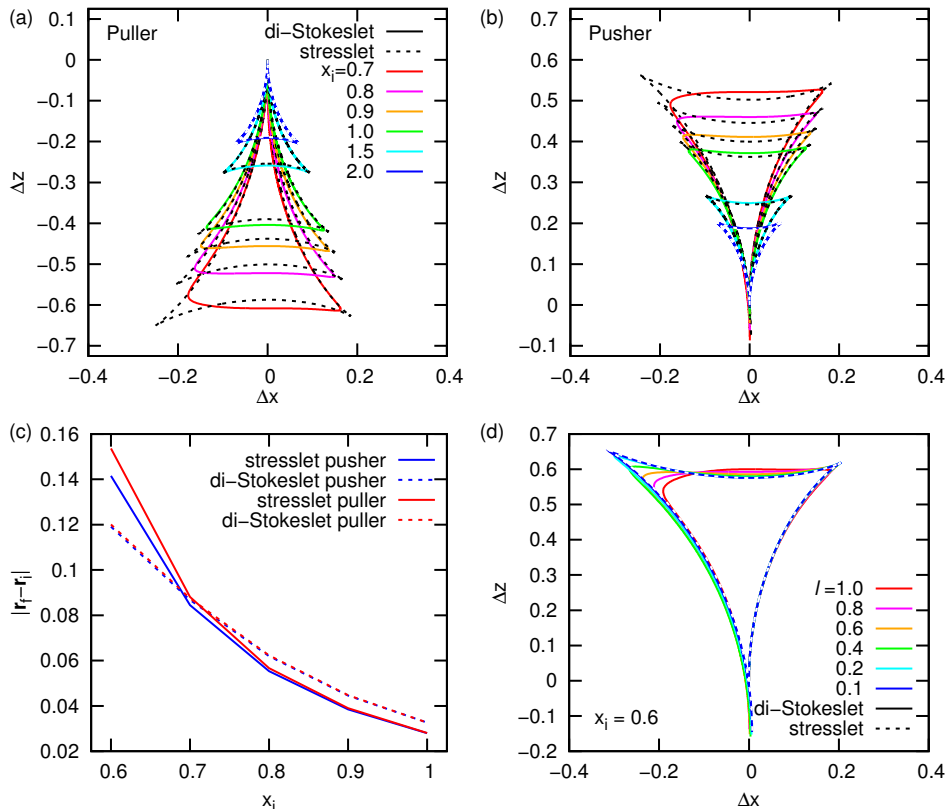 (a)
Puller
di-Stokeslet
stresslet
xi=0.7
0.8
0.9
1.0
1.5
2.0
0.1
0
−0.1
−0.2
−0.3
−0.4
−0.5
−0.6
−0.7
Δz
−0.4
−0.2
0
0.2
0.4
Δx
(b)
Pusher
0.7
0.6
0.5
0.4
0.3
0.2
0.1
0
−0.1
Δz
−0.4
−0.2
0
0.2
0.4
Δx
(c)
stresslet pusher
di-Stokeslet pusher
stresslet puller
di-Stokeslet puller
0.16
0.14
0.12
0.1
0.08
0.06
0.04
0.02
|rf−ri|
0.6
0.7
0.8
0.9
1
xi
(d)
0.7
0.6
0.5
0.4
0.3
0.2
0.1
0
−0.1
−0.2
Δz
l=1.0
0.8
0.6
0.4
0.2
0.1
di-Stokeslet
stresslet
xi = 0.6
−0.4
−0.2
0
0.2
0.4
Δx